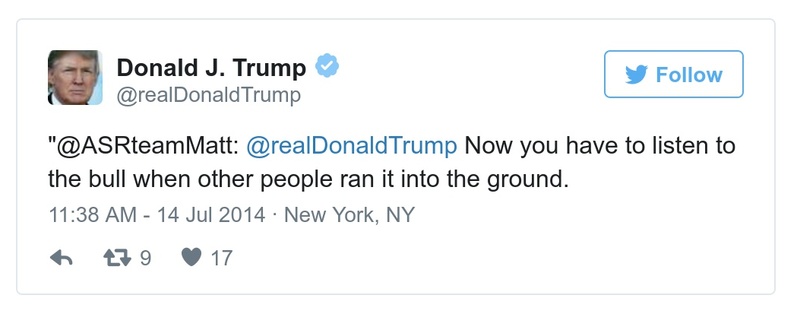 Donald J. Trump
@realDonaldTrump
Follow
"@ASRteamMatt: @realDonaldTrump Now you have to listen to
the bull when other people ran it into the ground.
11:38 AM - 14 Jul 2014 · New York, NY
9 17